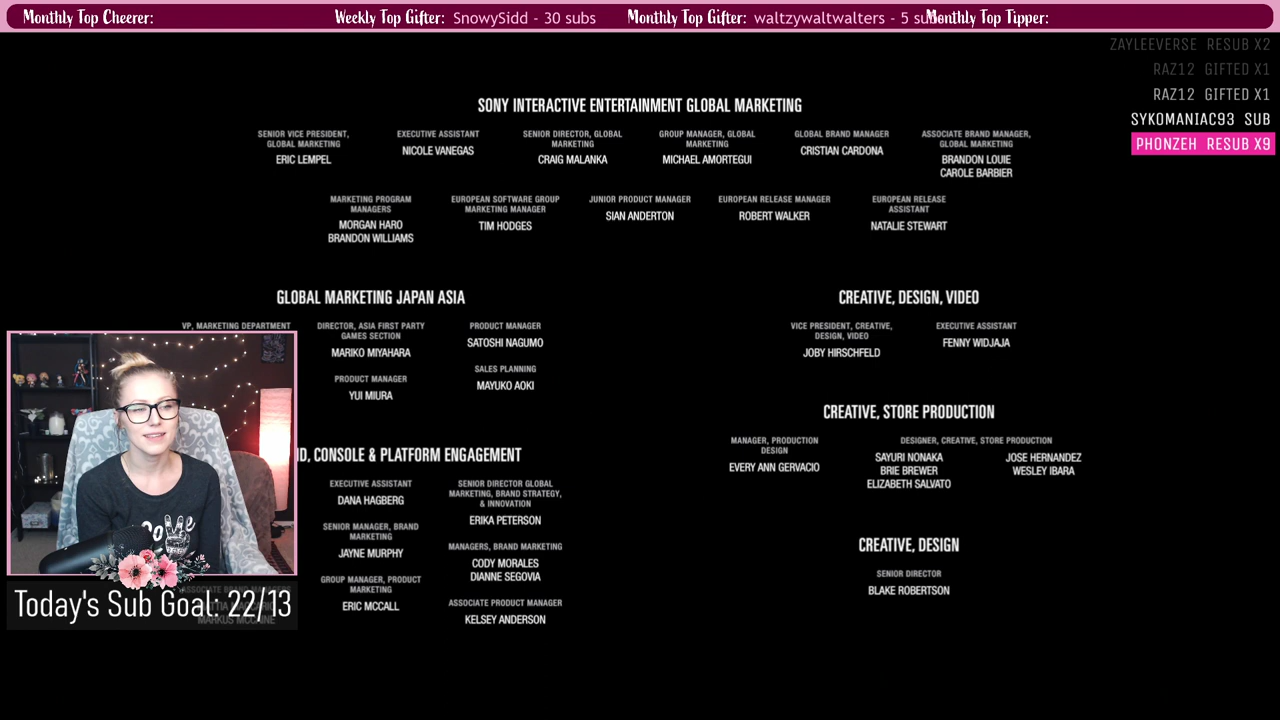 Monthly Top Cheerer:
Weekly Top Gifter: SnowySidd - 30 subs
Monthly Top Gifter: waltzywaltwalters - 5 su
Monthly Top Tipper:
ZAYLEEVERSE RESUB X2
RAZ12 GIFTED X1
RAZ12 GIFTED X1
SYKOMANIAC93 SUB
PHONZEH RESUB X9
SONY INTERACTIVE ENTERTAINMENT GLOBAL MARKETING
SENIOR VICE PRESIDENT,
GLOBAL MARKETING
ERIC LEMPEL
EXECUTIVE ASSISTANT
NICOLE VANEGAS
SENIOR DIRECTOR, GLOBAL
MARKETING
CRAIG MALANKA
GROUP MANAGER, GLOBAL
MARKETING
MICHAEL AMORTEGUI
GLOBAL BRAND MANAGER
CRISTIAN CARDONA
ASSOCIATE BRAND MANAGER,
GLOBAL MARKETING
BRANDON LOUIE
CAROLE BARBIER
MARKETING PROGRAM
MANAGERS
MORGAN HARO
BRANDON WILLIAMS
EUROPEAN SOFTWARE GROUP
MARKETING MANAGER
TIM HODGES
JUNIOR PRODUCT MANAGER
SIAN ANDERTON
EUROPEAN RELEASE MANAGER
ROBERT WALKER
EUROPEAN RELEASE
ASSISTANT
NATALIE STEWART
GLOBAL MARKETING JAPAN ASIA
VP, MARKETING DEPARTMENT
DIRECTOR, ASIA FIRST PARTY
GAMES SECTION
MARIKO MIYAHARA
PRODUCT MANAGER
SATOSHI NAGUMO
PRODUCT MANAGER
YUI MIURA
SALES PLANNING
MAYUKO AOKI
CREATIVE, DESIGN, VIDEO
VICE PRESIDENT, CREATIVE,
DESIGN, VIDEO
JOBY HIRSCHFELD
EXECUTIVE ASSISTANT
FENNY WIDJAJA
CREATIVE, STORE PRODUCTION
MANAGER, PRODUCTION
DESIGN
EVERY ANN GERVACIO
DESIGNER, CREATIVE, STORE PRODUCTION
SAYURI NONAKA
BRIE BREWER
ELIZABETH SALVATO
JOSE HERNANDEZ
WESLEY IBARA
CONSOLE & PLATFORM ENGAGEMENT
EXECUTIVE ASSISTANT
DANA HAGBERG
SENIOR DIRECTOR GLOBAL
MARKETING, BRAND STRATEGY,
& INNOVATION
ERIKA PETERSON
SENIOR MANAGER, BRAND
MARKETING
JAYNE MURPHY
MANAGERS, BRAND MARKETING
CODY MORALES
DIANNE SEGOVIA
GROUP MANAGER, PRODUCT
MARKETING
ERIC MCCALL
ASSOCIATE PRODUCT MANAGER
KELSEY ANDERSON
CREATIVE, DESIGN
SENIOR DIRECTOR
BLAKE ROBERTSON
Today's Sub Goal: 22/13
MARKUS MCCAINE